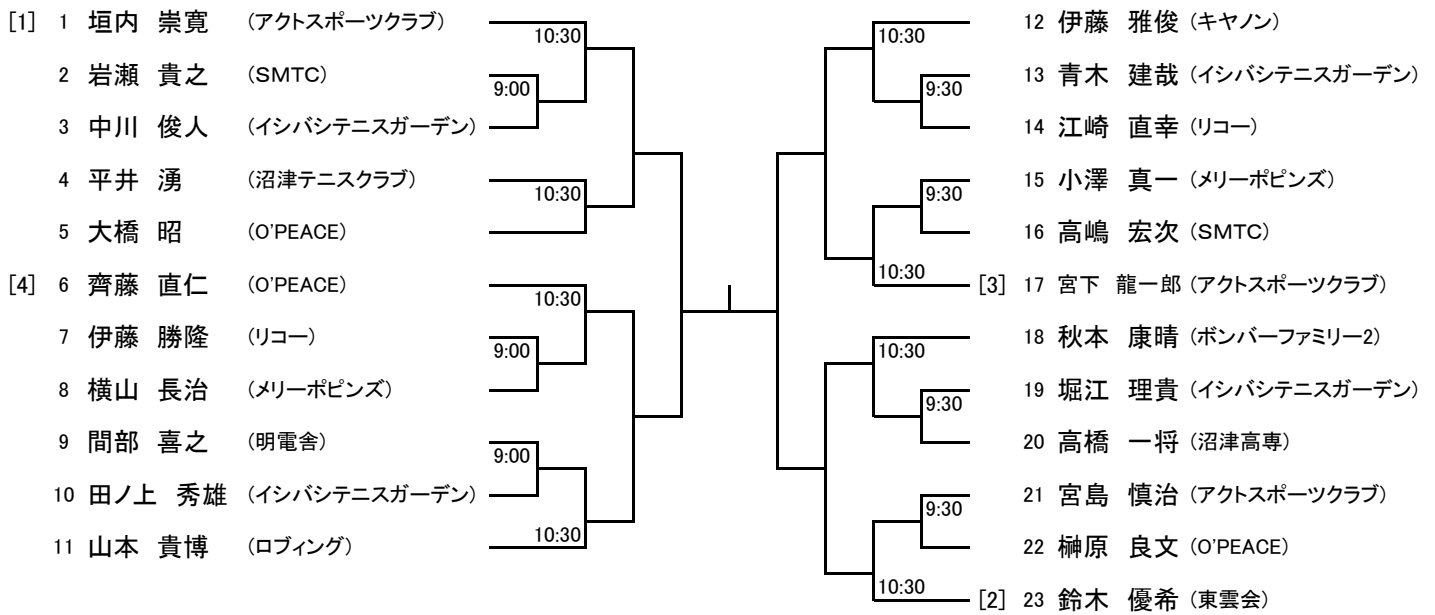 [1] 1 垣内 崇寛 (アクトスポーツクラブ)
10:30
2 岩瀬 貴之 (SMTC)
9:00
3 中川 俊人 (イシバシテニスガーデン)
4 平井 湧 (沼津テニスクラブ)
10:30
5 大橋 昭 (O'PEACE)
[4] 6 齊藤 直仁 (O'PEACE)
10:30
7 伊藤 勝隆 (リコー)
9:00
8 横山 長治 (メリーポピンズ)
9 間部 喜之 (明電舎)
9:00
10 田ノ上 秀雄 (イシバシテニスガーデン)
10:30
11 山本 貴博 (ロブィング)
12 伊藤 雅俊 (キヤノン)
10:30
13 青木 建哉 (イシバシテニスガーデン)
9:30
14 江崎 直幸 (リコー)
15 小澤 真一 (メリーポピンズ)
9:30
16 高嶋 宏次 (SMTC)
10:30
[3] 17 宮下 龍一郎 (アクトスポーツクラブ)
18 秋本 康晴 (ボンバーファミリー2)
10:30
19 堀江 理貴 (イシバシテニスガーデン)
9:30
20 高橋 一将 (沼津高専)
21 宮島 慎治 (アクトスポーツクラブ)
9:30
22 榊原 良文 (O'PEACE)
10:30
[2] 23 鈴木 優希 (東雲会)